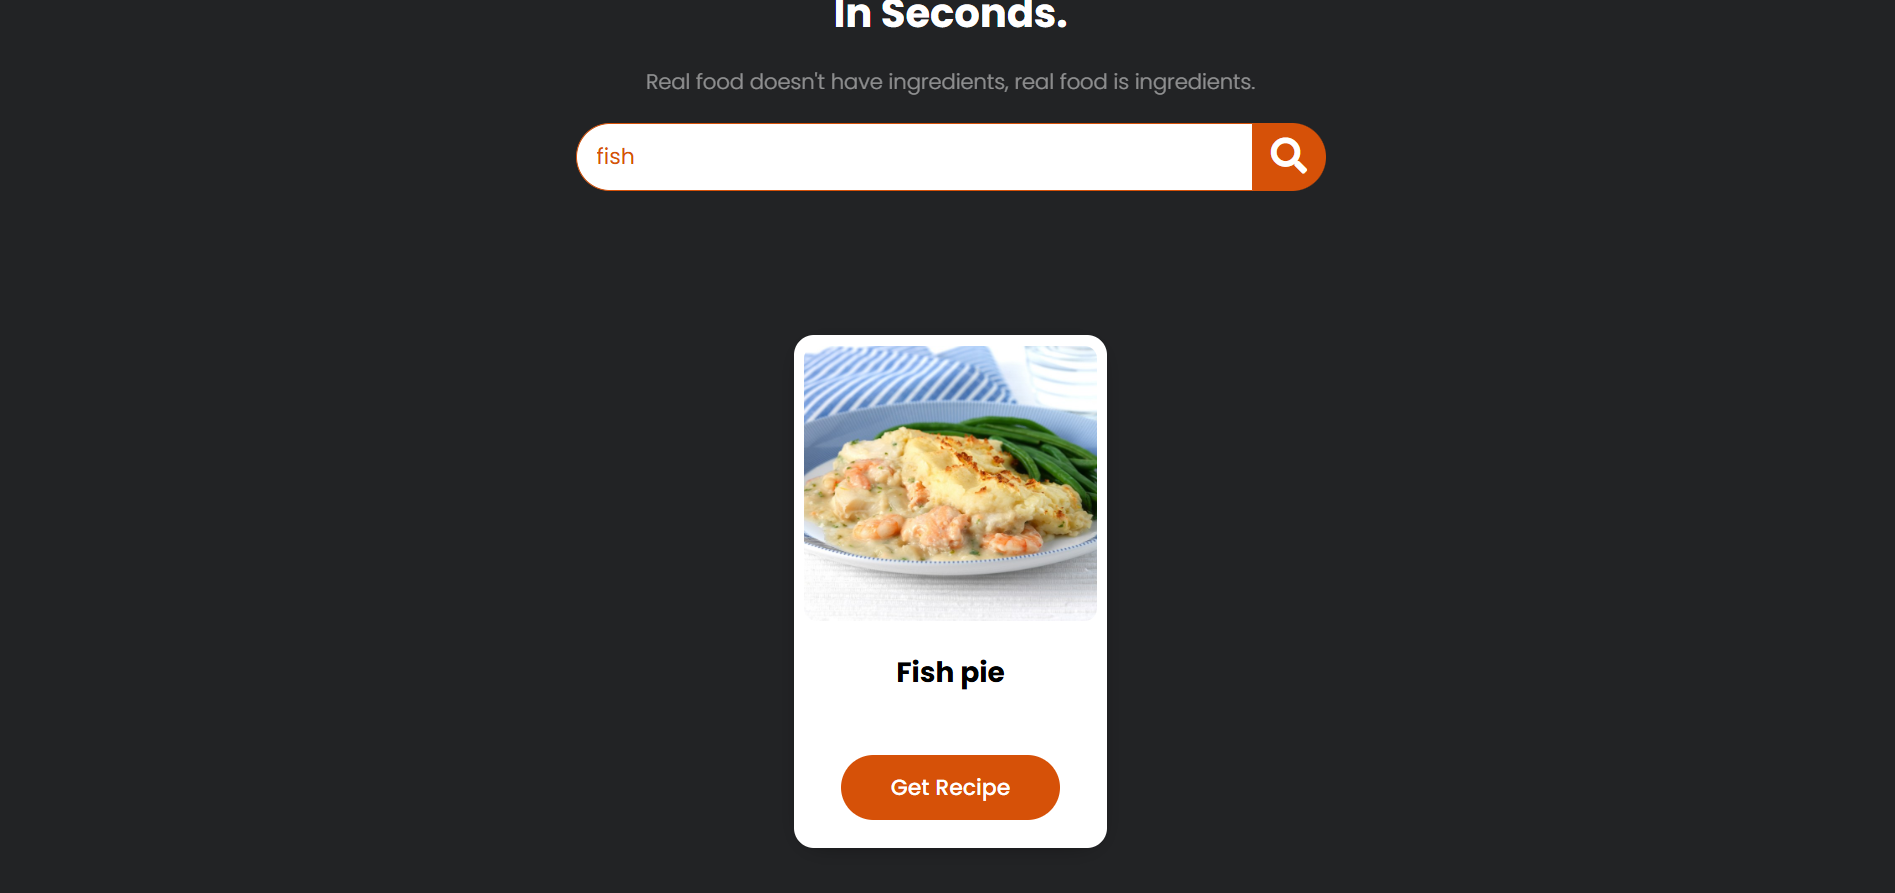 In Seconds.
Real food doesn't have ingredients, real food is ingredients.
fish
Fish pie
Get Recipe